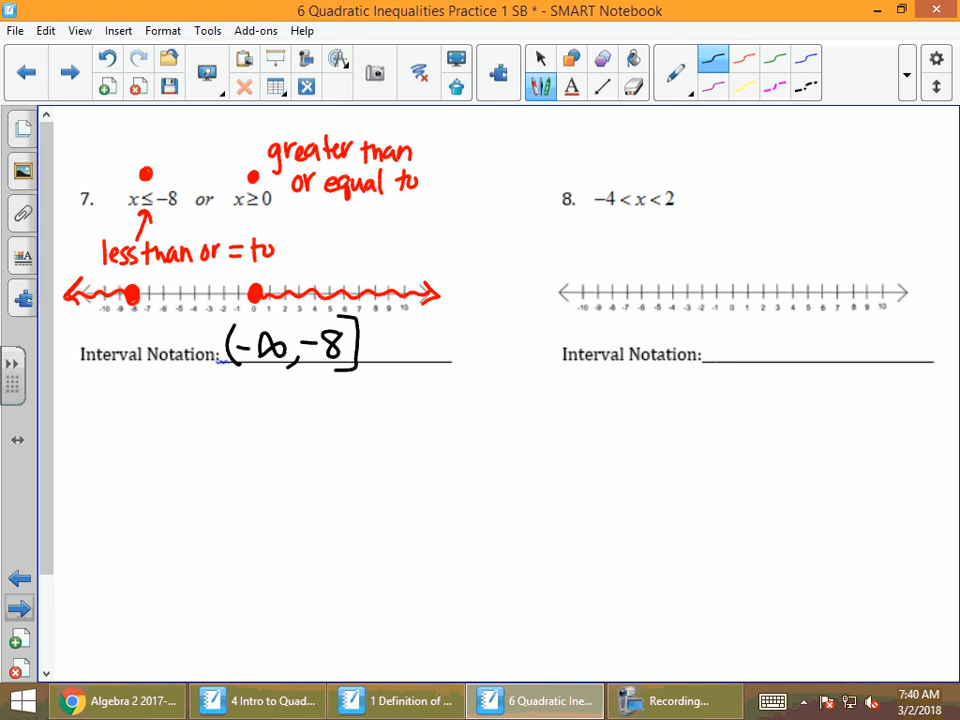 6 Quadratic Inequalities Practice 1 SB * - SMART Notebook
File Edit View Insert Format Tools Add-ons Help
greater than
or equal to
7. x ≤ −8 or x ≥ 0
8. −4 < x < 2
less than or = to
-10 -9 -8 -7 -6 -5 -4 -3 -2 -1 0 1 2 3 4 5 6 7 8 9 10
-10 -9 -8 -7 -6 -5 -4 -3 -2 -1 0 1 2 3 4 5 6 7 8 9 10
Interval Notation: (-∞, -8]
Interval Notation:
Algebra 2 2017-...
4 Intro to Quad...
1 Definition of ...
6 Quadratic Ine...
Recording...
7:40 AM
3/2/2018